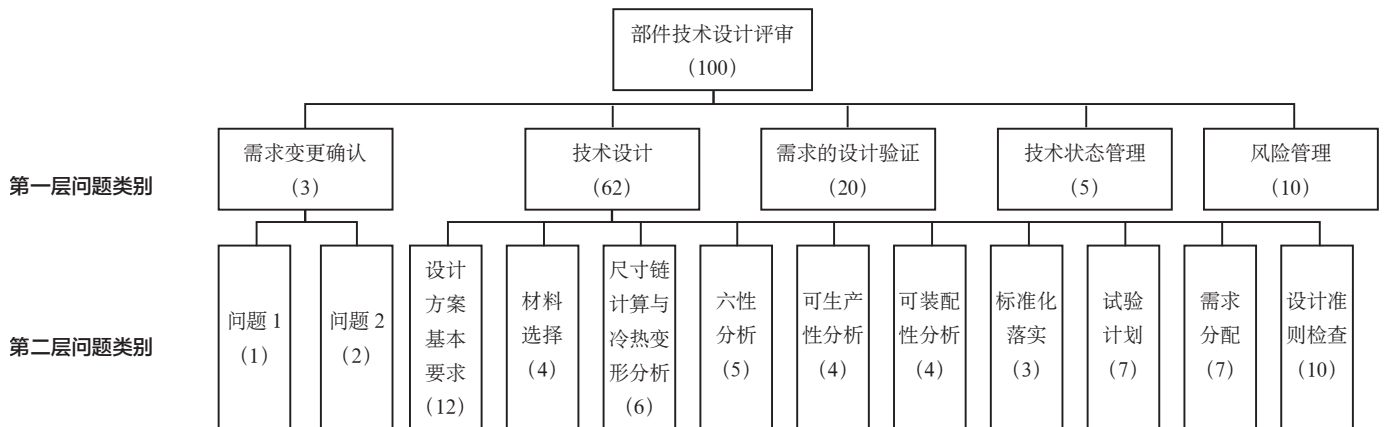 部件技术设计评审
（100）
需求变更确认
（3）
技术设计
（62）
需求的设计验证
（20）
技术状态管理
（5）
风险管理
（10）
第一层问题类别
问题 1
（1）
问题 2
（2）
设计
方案
基本
要求
（12）
材料
选择
（4）
尺寸链
计算与
冷热变
形分析
（6）
六性
分析
（5）
可生产
性分析
（4）
可装配
性分析
（4）
标准化
落实
（3）
试验
计划
（7）
需求
分配
（7）
设计准
则检查
（10）
第二层问题类别